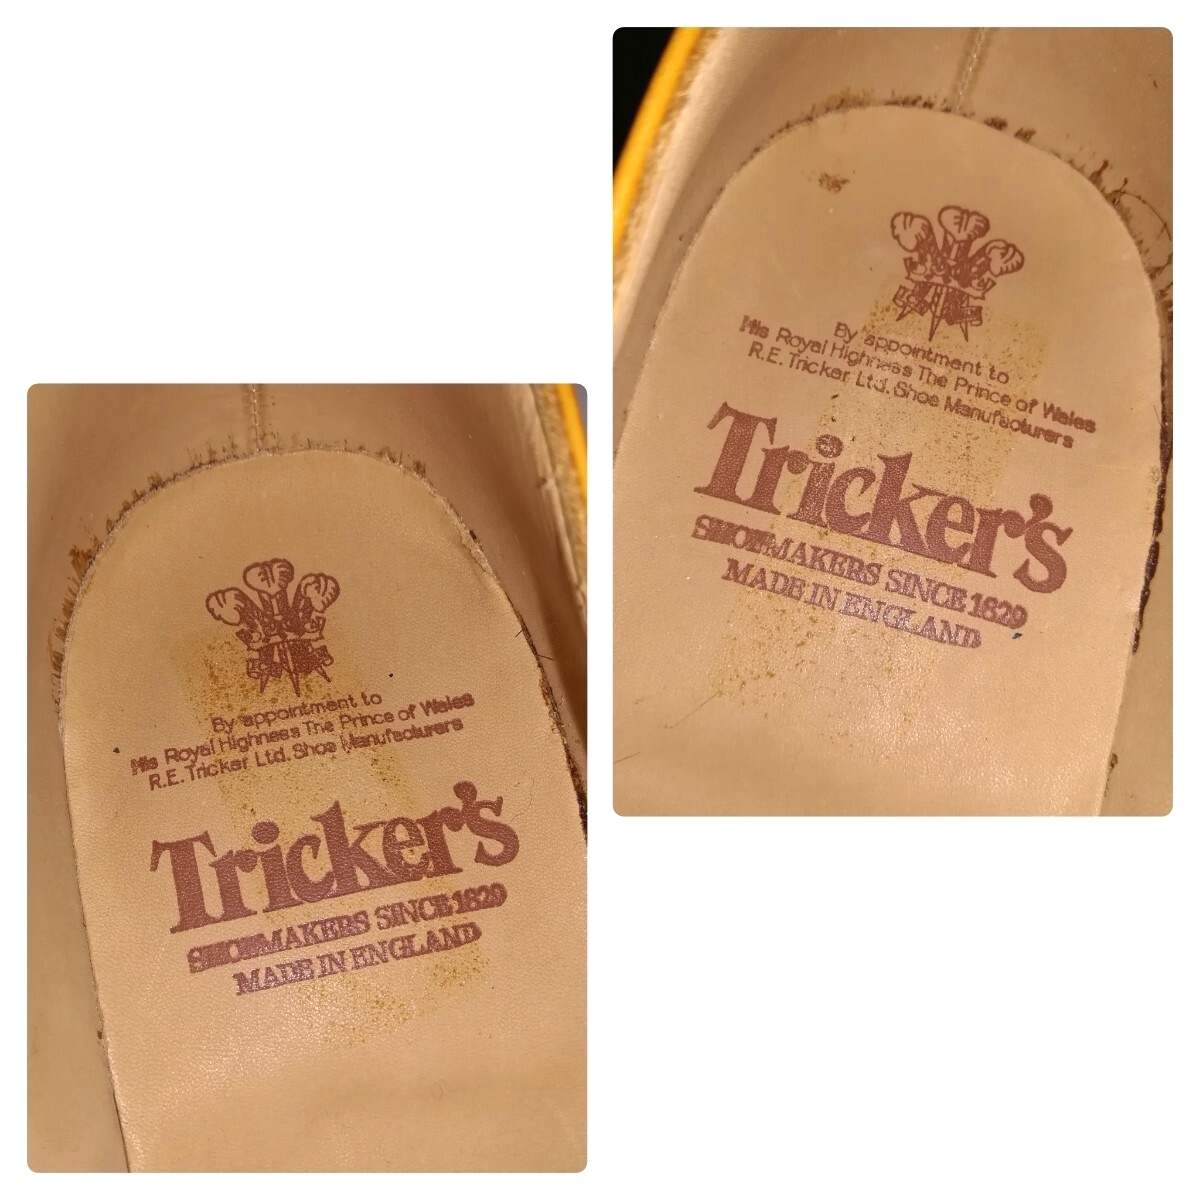 By appointment to
His Royal Highness The Prince of Wales
R.E. Tricker Ltd. Shoe Manufacturers
Tricker's
SHOEMAKERS SINCE 1829
MADE IN ENGLAND
By appointment to
His Royal Highness The Prince of Wales
R.E. Tricker Ltd. Shoe Manufacturers
Tricker's
SHOEMAKERS SINCE 1829
MADE IN ENGLAND